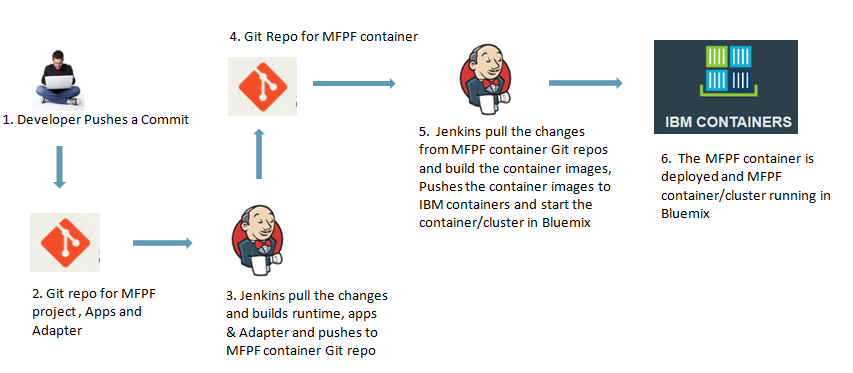 1. Developer Pushes a Commit
2. Git repo for MFPF
project , Apps and
Adapter
3. Jenkins pull the changes
and builds runtime, apps
& Adapter and pushes to
MFPF container Git repo
4. Git Repo for MFPF container
5.  Jenkins pull the changes
from MFPF container Git repos
and build the container images,
Pushes the container images to
IBM containers and start the
container/cluster in Bluemix
IBM CONTAINERS
6.  The MFPF container is
deployed and MFPF
container/cluster running in
Bluemix